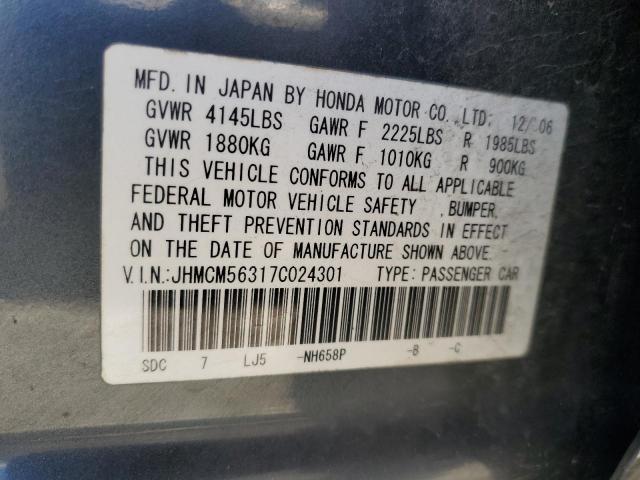 MFD. IN JAPAN BY HONDA MOTOR CO., LTD: 12/06
GVWR 4145LBS GAWR F 2225LBS R 1985LBS
GVWR 1880KG GAWR F 1010KG R 900KG
THIS VEHICLE CONFORMS TO ALL APPLICABLE
FEDERAL MOTOR VEHICLE SAFETY , BUMPER,
AND THEFT PREVENTION STANDARDS IN EFFECT
ON THE DATE OF MANUFACTURE SHOWN ABOVE.
V.I.N.:JHMCM56317C024301 TYPE: PASSENGER CAR
SDC 7 LJ5 -NH658P -B -C